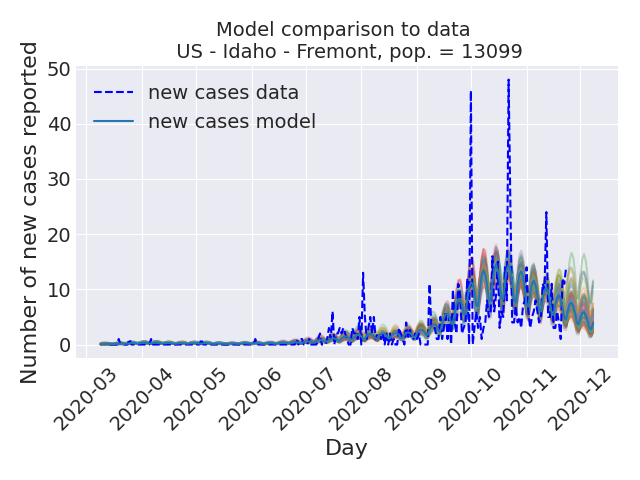 Model comparison to data
US - Idaho - Fremont, pop. = 13099
Number of new cases reported
50
40
30
20
10
0
new cases data
new cases model
2020-03
2020-04
2020-05
2020-06
2020-07
2020-08
2020-09
2020-10
2020-11
2020-12
Day